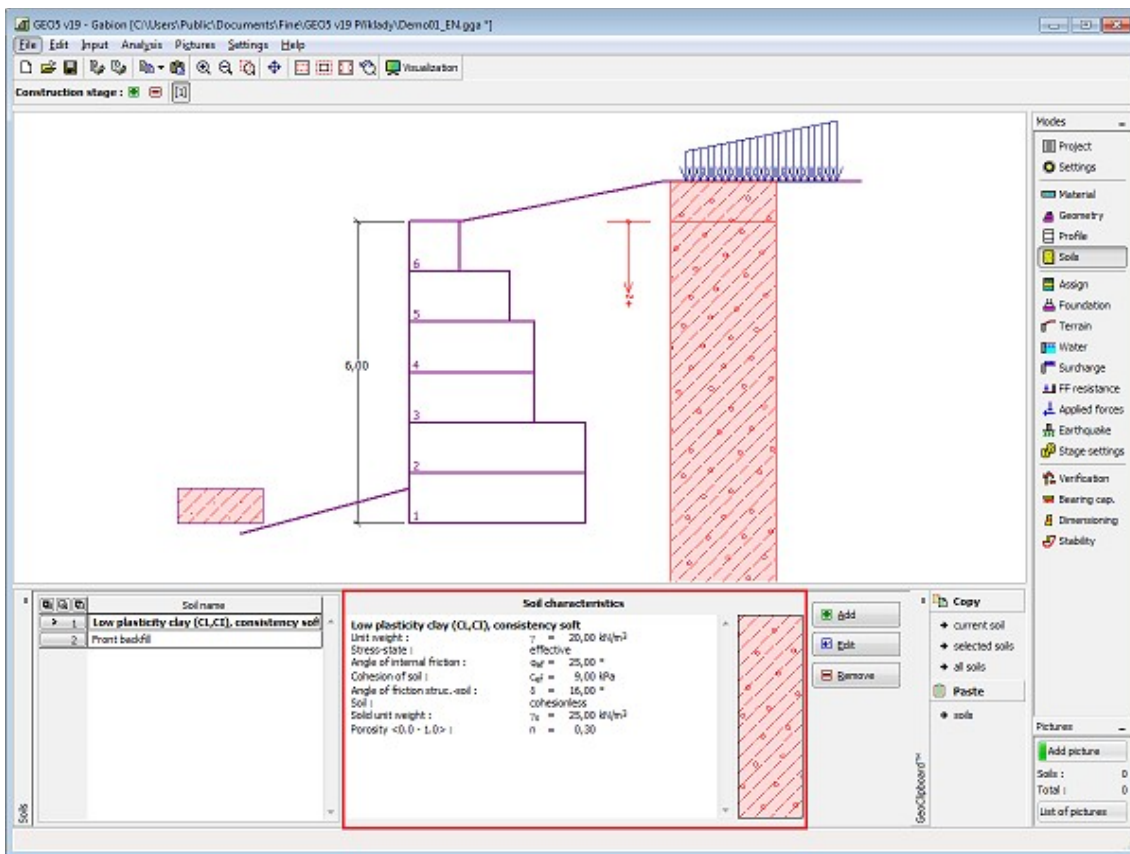 GEO5 v19 - Gabion [C:\Users\Public\Documents\Fine\GEO5 v19 Příklady\Demo01_EN.gga *]
File Edit Input Analysis Pictures Settings Help
Visualization
Construction stage : [1]
6
5
4
3
2
1
6,00
+z
Modes
Project
Settings
Material
Geometry
Profile
Soils
Assign
Foundation
Terrain
Water
Surcharge
FF resistance
Applied forces
Earthquake
Stage settings
Verification
Bearing cap.
Dimensioning
Stability
Soils
Soil name
1 Low plasticity clay (CL,CI), consistency soft
2 Front backfill
Soil characteristics
Low plasticity clay (CL,CI), consistency soft
Unit weight : γ = 20,00 kN/m³
Stress-state : effective
Angle of internal friction : φef = 25,00 °
Cohesion of soil : cef = 9,00 kPa
Angle of friction struc.-soil : δ = 16,00 °
Soil : cohesionless
Solid unit weight : γs = 25,00 kN/m³
Porosity <0.0 - 1.0> : n = 0,30
Add
Edit
Remove
GeoClipboard™
Copy
current soil
selected soils
all soils
Paste
soils
Pictures
Add picture
Soils : 0
Total : 0
List of pictures